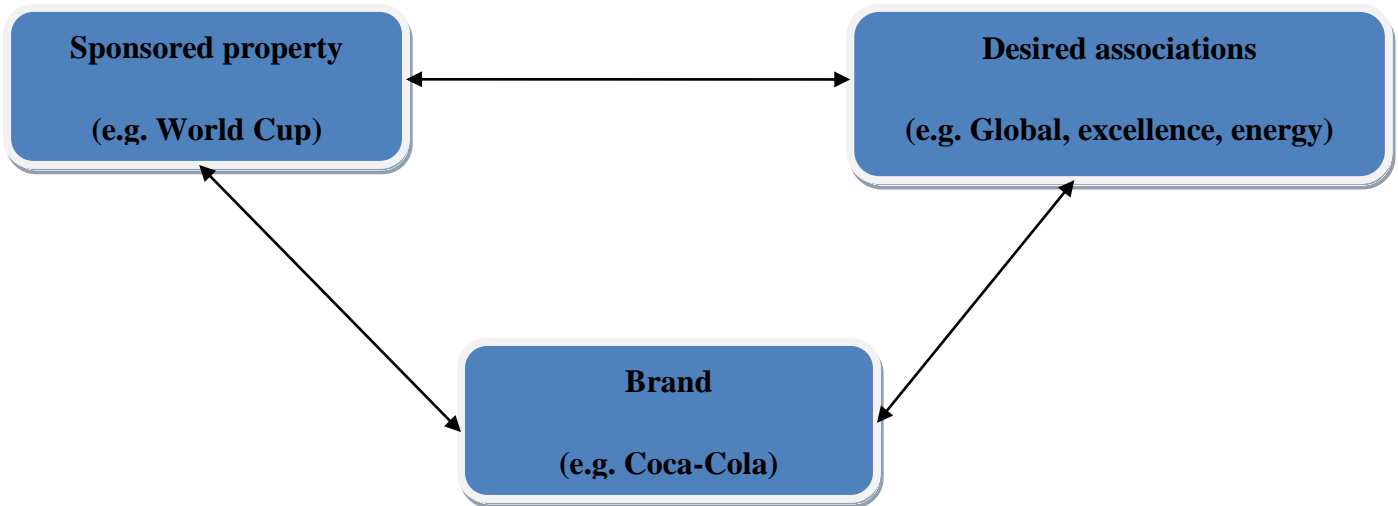 Sponsored property
(e.g. World Cup)
Desired associations
(e.g. Global, excellence, energy)
Brand
(e.g. Coca-Cola)